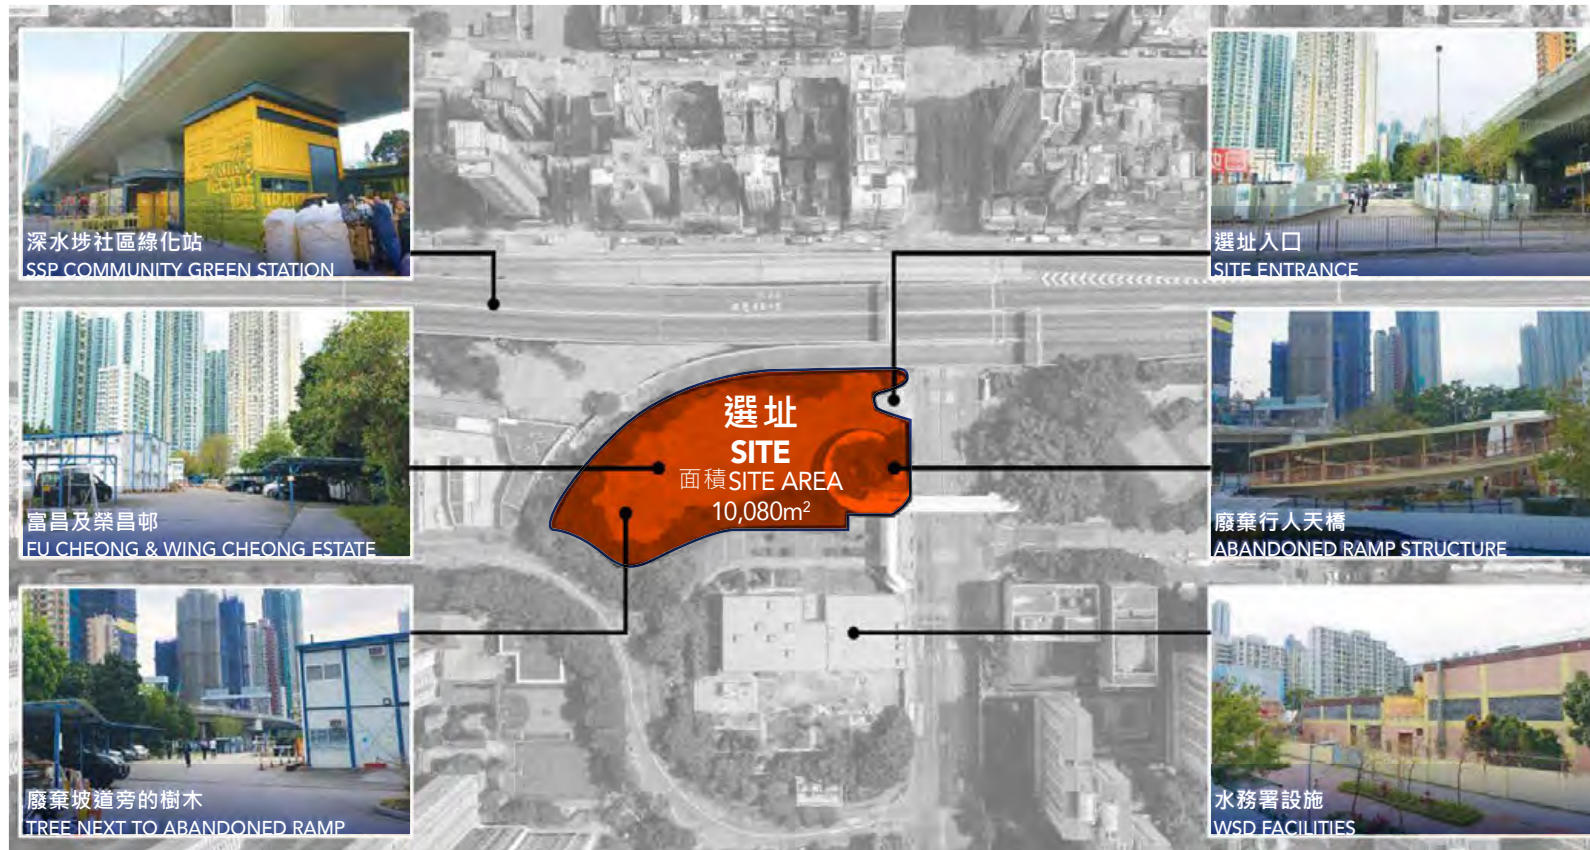 深水埗社區綠化站
SSP COMMUNITY GREEN STATION
富昌及榮昌邨
FU CHEONG & WING CHEONG ESTATE
廢棄坡道旁的樹木
TREE NEXT TO ABANDONED RAMP
選址
SITE
面積SITE AREA
10,080m²
選址入口
SITE ENTRANCE
廢棄行人天橋
ABANDONED RAMP STRUCTURE
水務署設施
WSD FACILITIES